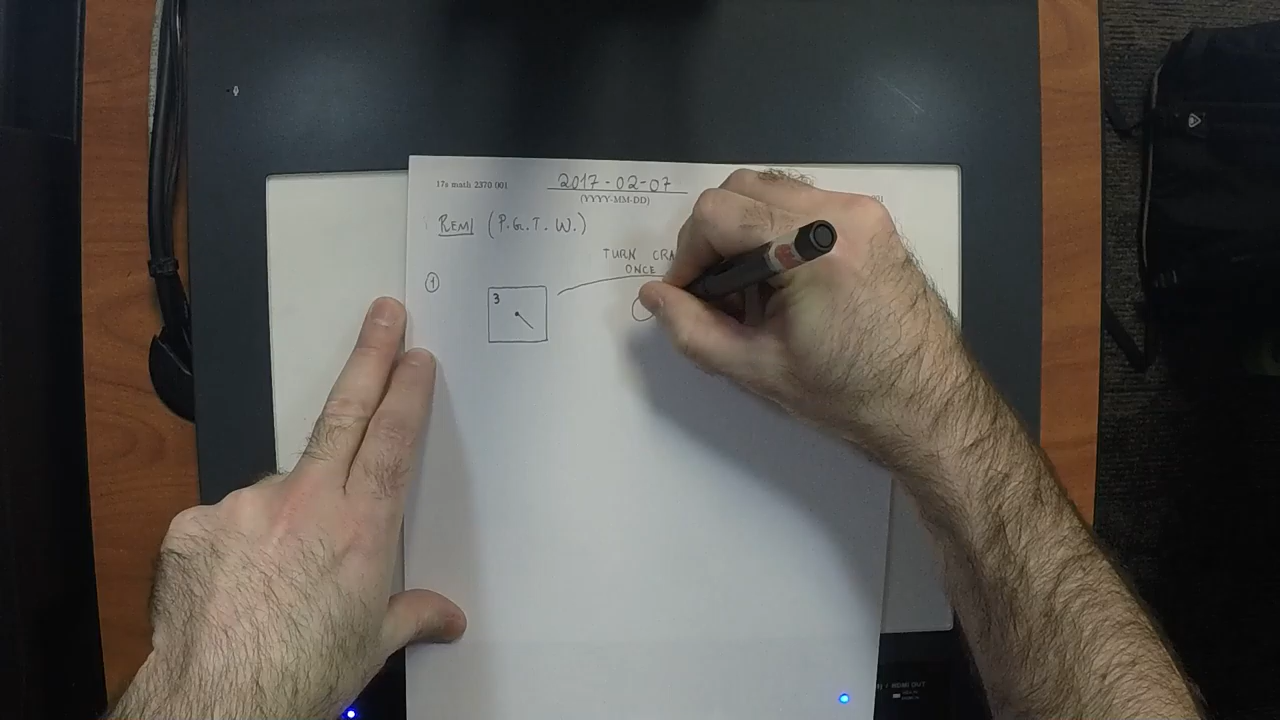 17s math 2370 001
2017-02-07
(YYYY-MM-DD)
REM| (P.G.T.W.)
TURN
ONCE
1
3